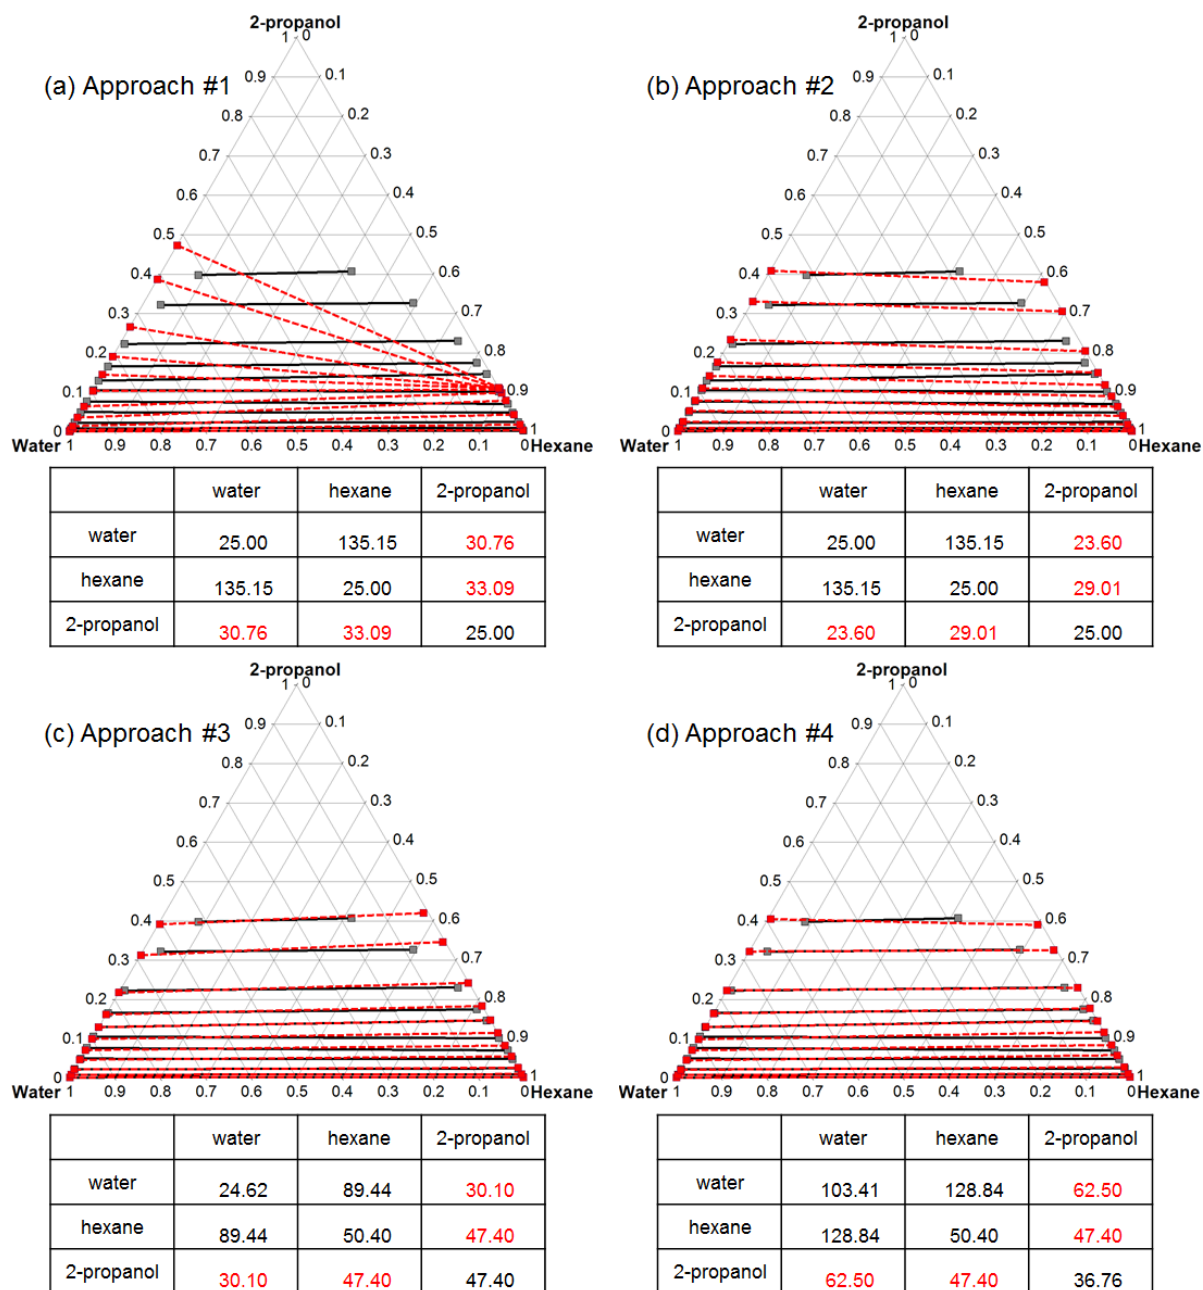 2-propanol
1 0
(a) Approach #1
0.9 0.1
0.8 0.2
0.7 0.3
0.6 0.4
0.5 0.5
0.4 0.6
0.3 0.7
0.2 0.8
0.1 0.9
0 1
Water Hexane
1 0.9 0.8 0.7 0.6 0.5 0.4 0.3 0.2 0.1 0
water hexane 2-propanol
water 25.00 135.15 30.76
hexane 135.15 25.00 33.09
2-propanol 30.76 33.09 25.00
2-propanol
1 0
(b) Approach #2
0.9 0.1
0.8 0.2
0.7 0.3
0.6 0.4
0.5 0.5
0.4 0.6
0.3 0.7
0.2 0.8
0.1 0.9
0 1
Water Hexane
1 0.9 0.8 0.7 0.6 0.5 0.4 0.3 0.2 0.1 0
water hexane 2-propanol
water 25.00 135.15 23.60
hexane 135.15 25.00 29.01
2-propanol 23.60 29.01 25.00
2-propanol
1 0
(c) Approach #3
0.9 0.1
0.8 0.2
0.7 0.3
0.6 0.4
0.5 0.5
0.4 0.6
0.3 0.7
0.2 0.8
0.1 0.9
0 1
Water Hexane
1 0.9 0.8 0.7 0.6 0.5 0.4 0.3 0.2 0.1 0
water hexane 2-propanol
water 24.62 89.44 30.10
hexane 89.44 50.40 47.40
2-propanol 30.10 47.40 47.40
2-propanol
1 0
(d) Approach #4
0.9 0.1
0.8 0.2
0.7 0.3
0.6 0.4
0.5 0.5
0.4 0.6
0.3 0.7
0.2 0.8
0.1 0.9
0 1
Water Hexane
1 0.9 0.8 0.7 0.6 0.5 0.4 0.3 0.2 0.1 0
water hexane 2-propanol
water 103.41 128.84 62.50
hexane 128.84 50.40 47.40
2-propanol 62.50 47.40 36.76